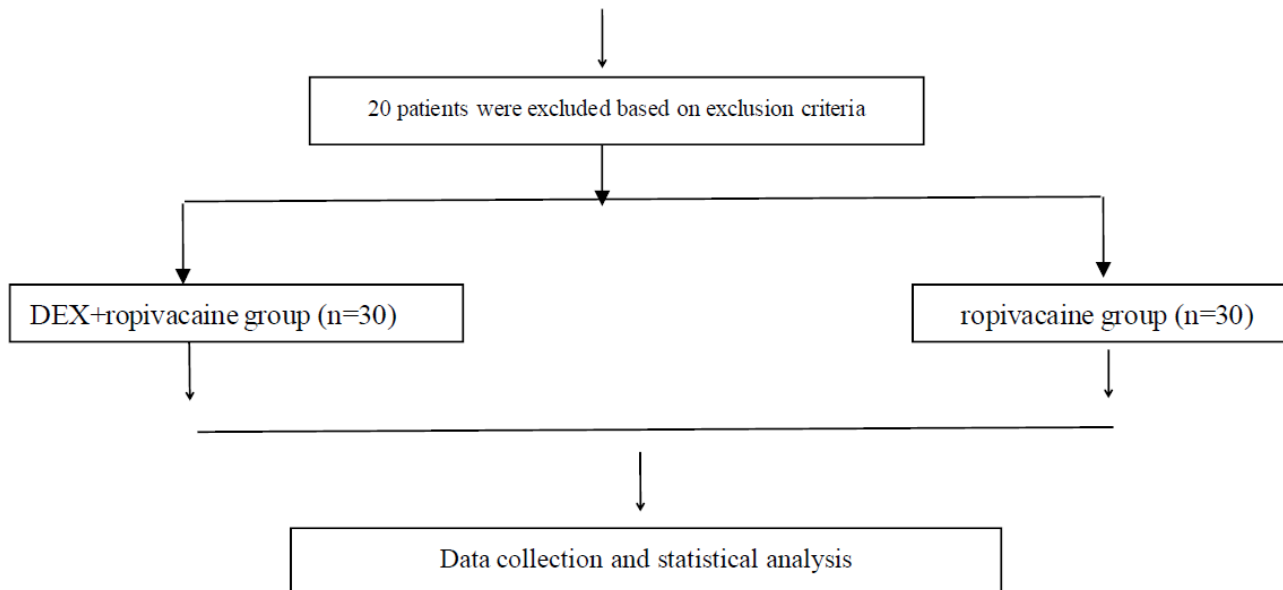 20 patients were excluded based on exclusion criteria
DEX+ropivacaine group (n=30)
ropivacaine group (n=30)
Data collection and statistical analysis